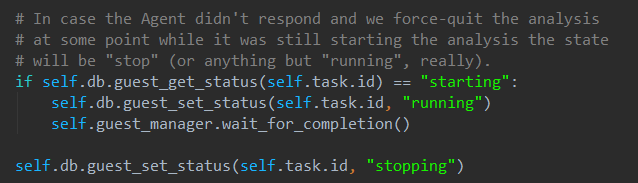 # In case the Agent didn't respond and we force-quit the analysis
# at some point while it was still starting the analysis the state
# will be "stop" (or anything but "running", really).
if self.db.guest_get_status(self.task.id) == "starting":
    self.db.guest_set_status(self.task.id, "running")
    self.guest_manager.wait_for_completion()

self.db.guest_set_status(self.task.id, "stopping")